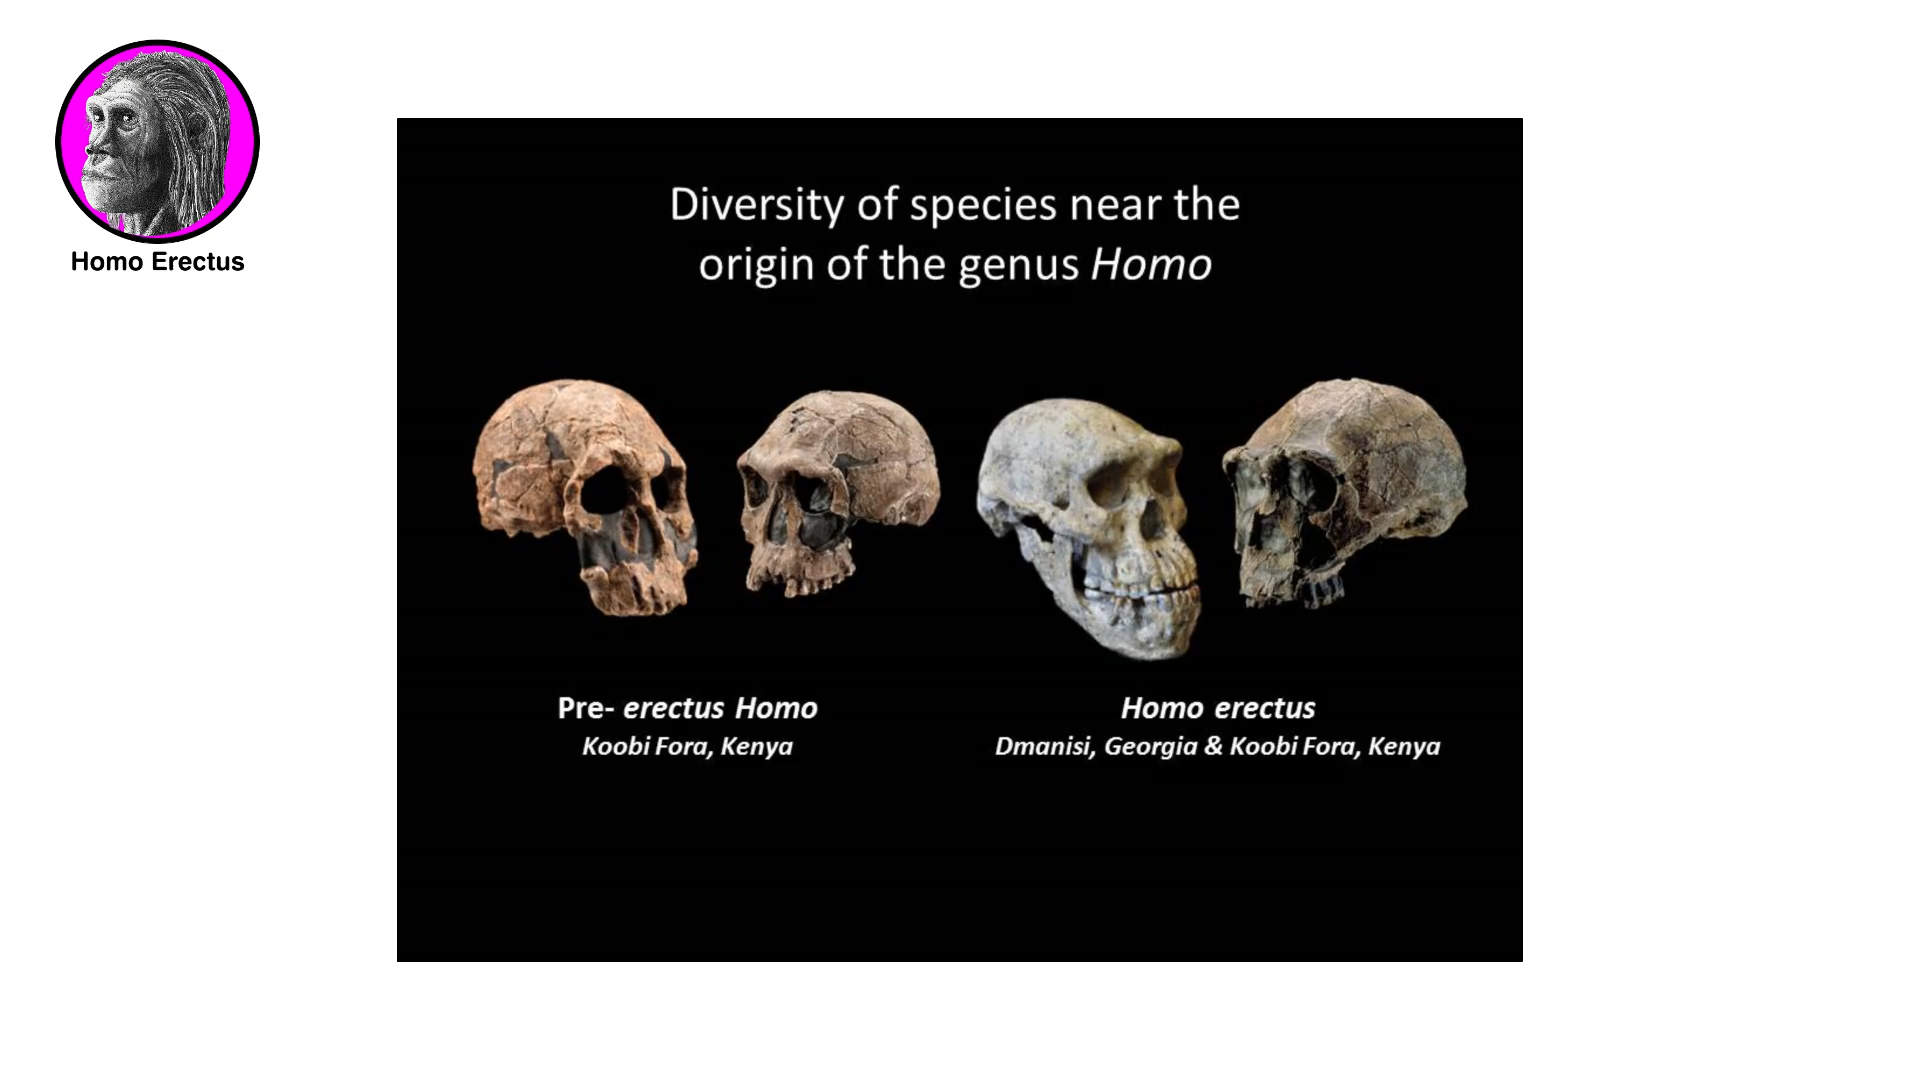 Homo Erectus
Diversity of species near the
origin of the genus Homo
Pre- erectus Homo
Koobi Fora, Kenya
Homo erectus
Dmanisi, Georgia & Koobi Fora, Kenya